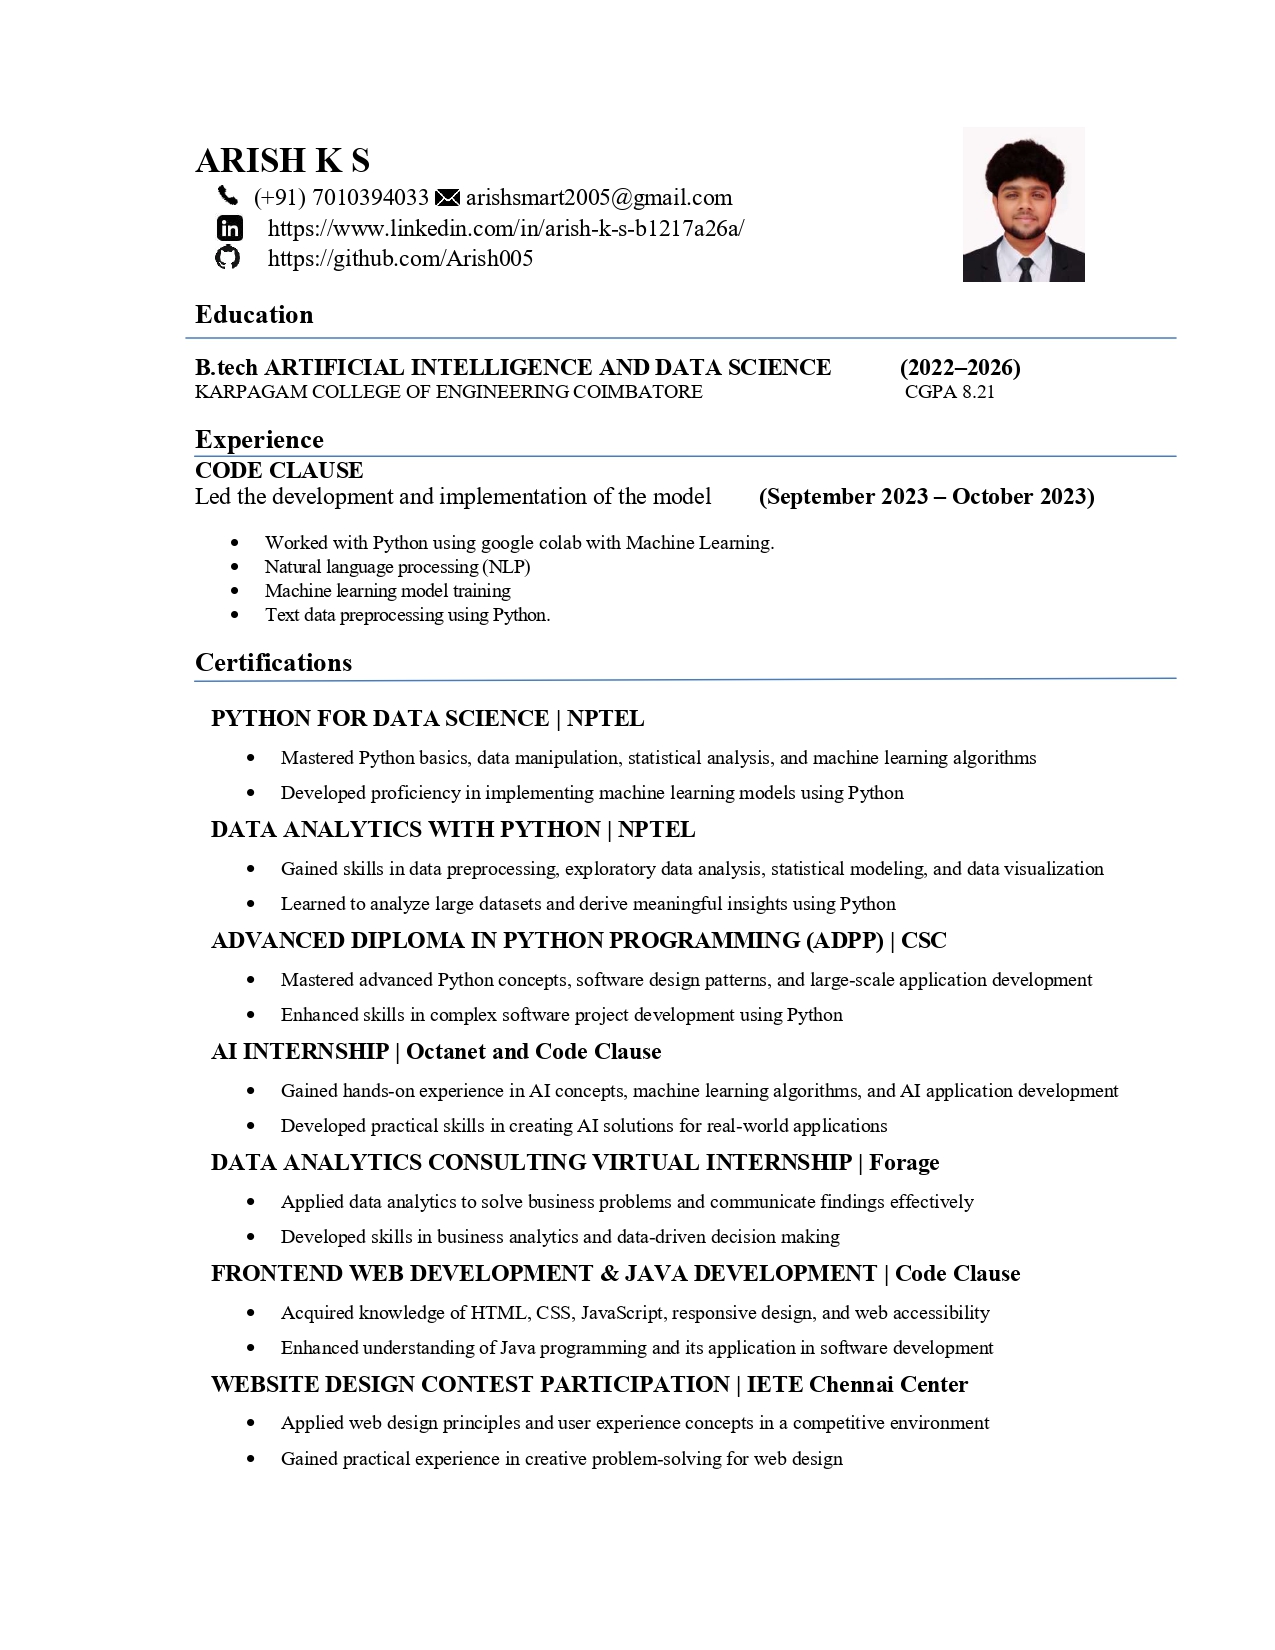 ARISH K S
(+91) 7010394033 arishsmart2005@gmail.com
https://www.linkedin.com/in/arish-k-s-b1217a26a/
https://github.com/Arish005
Education
B.tech ARTIFICIAL INTELLIGENCE AND DATA SCIENCE (2022–2026)
KARPAGAM COLLEGE OF ENGINEERING COIMBATORE CGPA 8.21
Experience
CODE CLAUSE
Led the development and implementation of the model (September 2023 – October 2023)
• Worked with Python using google colab with Machine Learning.
• Natural language processing (NLP)
• Machine learning model training
• Text data preprocessing using Python.
Certifications
PYTHON FOR DATA SCIENCE | NPTEL
• Mastered Python basics, data manipulation, statistical analysis, and machine learning algorithms
• Developed proficiency in implementing machine learning models using Python
DATA ANALYTICS WITH PYTHON | NPTEL
• Gained skills in data preprocessing, exploratory data analysis, statistical modeling, and data visualization
• Learned to analyze large datasets and derive meaningful insights using Python
ADVANCED DIPLOMA IN PYTHON PROGRAMMING (ADPP) | CSC
• Mastered advanced Python concepts, software design patterns, and large-scale application development
• Enhanced skills in complex software project development using Python
AI INTERNSHIP | Octanet and Code Clause
• Gained hands-on experience in AI concepts, machine learning algorithms, and AI application development
• Developed practical skills in creating AI solutions for real-world applications
DATA ANALYTICS CONSULTING VIRTUAL INTERNSHIP | Forage
• Applied data analytics to solve business problems and communicate findings effectively
• Developed skills in business analytics and data-driven decision making
FRONTEND WEB DEVELOPMENT & JAVA DEVELOPMENT | Code Clause
• Acquired knowledge of HTML, CSS, JavaScript, responsive design, and web accessibility
• Enhanced understanding of Java programming and its application in software development
WEBSITE DESIGN CONTEST PARTICIPATION | IETE Chennai Center
• Applied web design principles and user experience concepts in a competitive environment
• Gained practical experience in creative problem-solving for web design